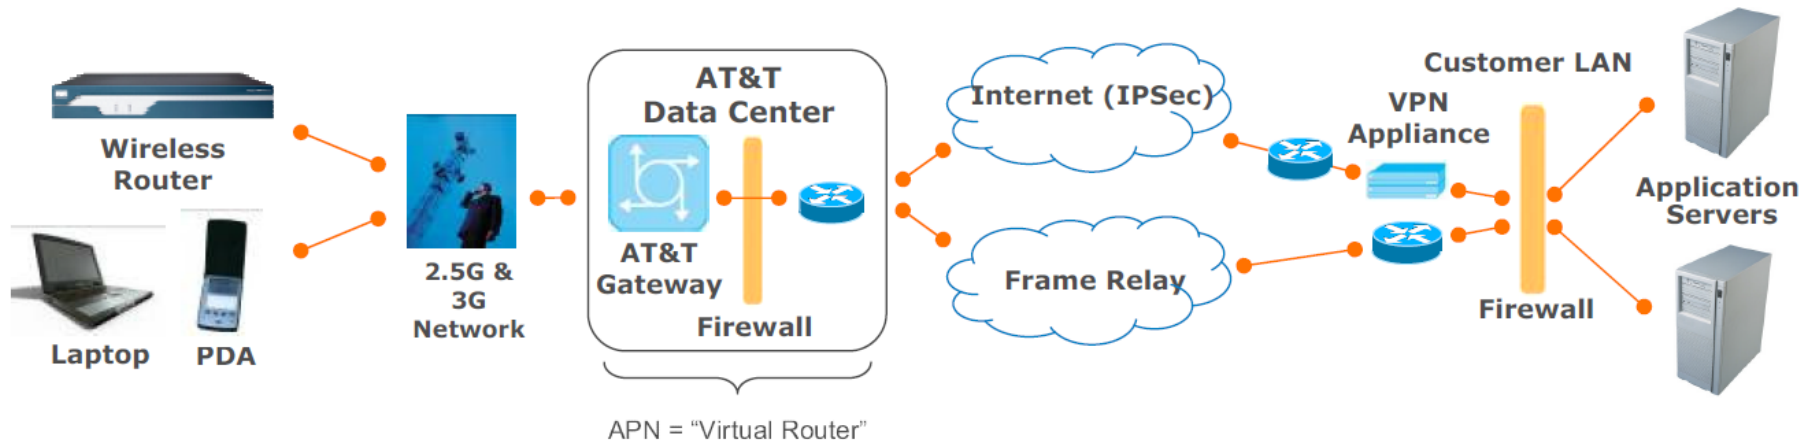 Wireless
Router
Laptop
PDA
2.5G &
3G
Network
AT&T
Data Center
AT&T
Gateway
Firewall
APN = “Virtual Router”
Internet (IPSec)
Frame Relay
Customer LAN
VPN
Appliance
Firewall
Application
Servers